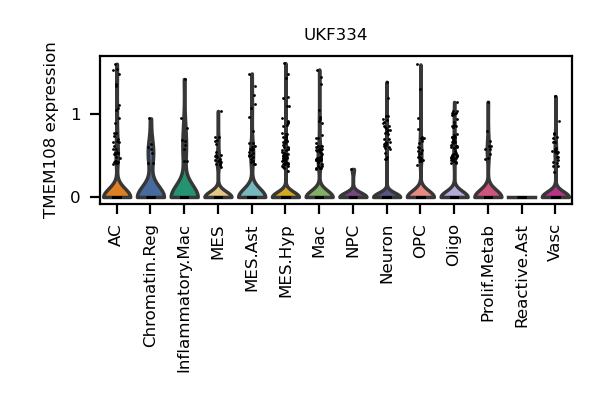 UKF334
TMEM108 expression
1
0
AC
Chromatin.Reg
Inflammatory.Mac
MES
MES.Ast
MES.Hyp
Mac
NPC
Neuron
OPC
Oligo
Prolif.Metab
Reactive.Ast
Vasc